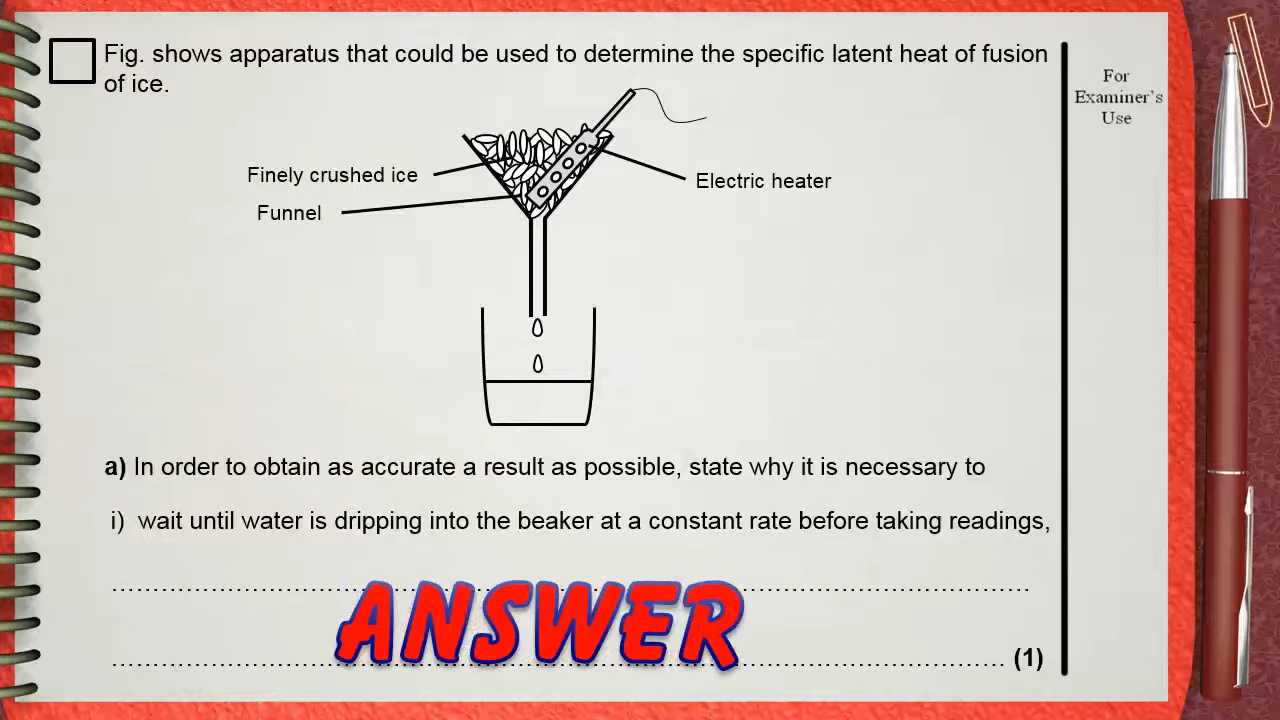 Fig. shows apparatus that could be used to determine the specific latent heat of fusion
of ice.
For
Examiner's
Use
Finely crushed ice
Funnel
Electric heater
a) In order to obtain as accurate a result as possible, state why it is necessary to
i) wait until water is dripping into the beaker at a constant rate before taking readings,
ANSWER
(1)